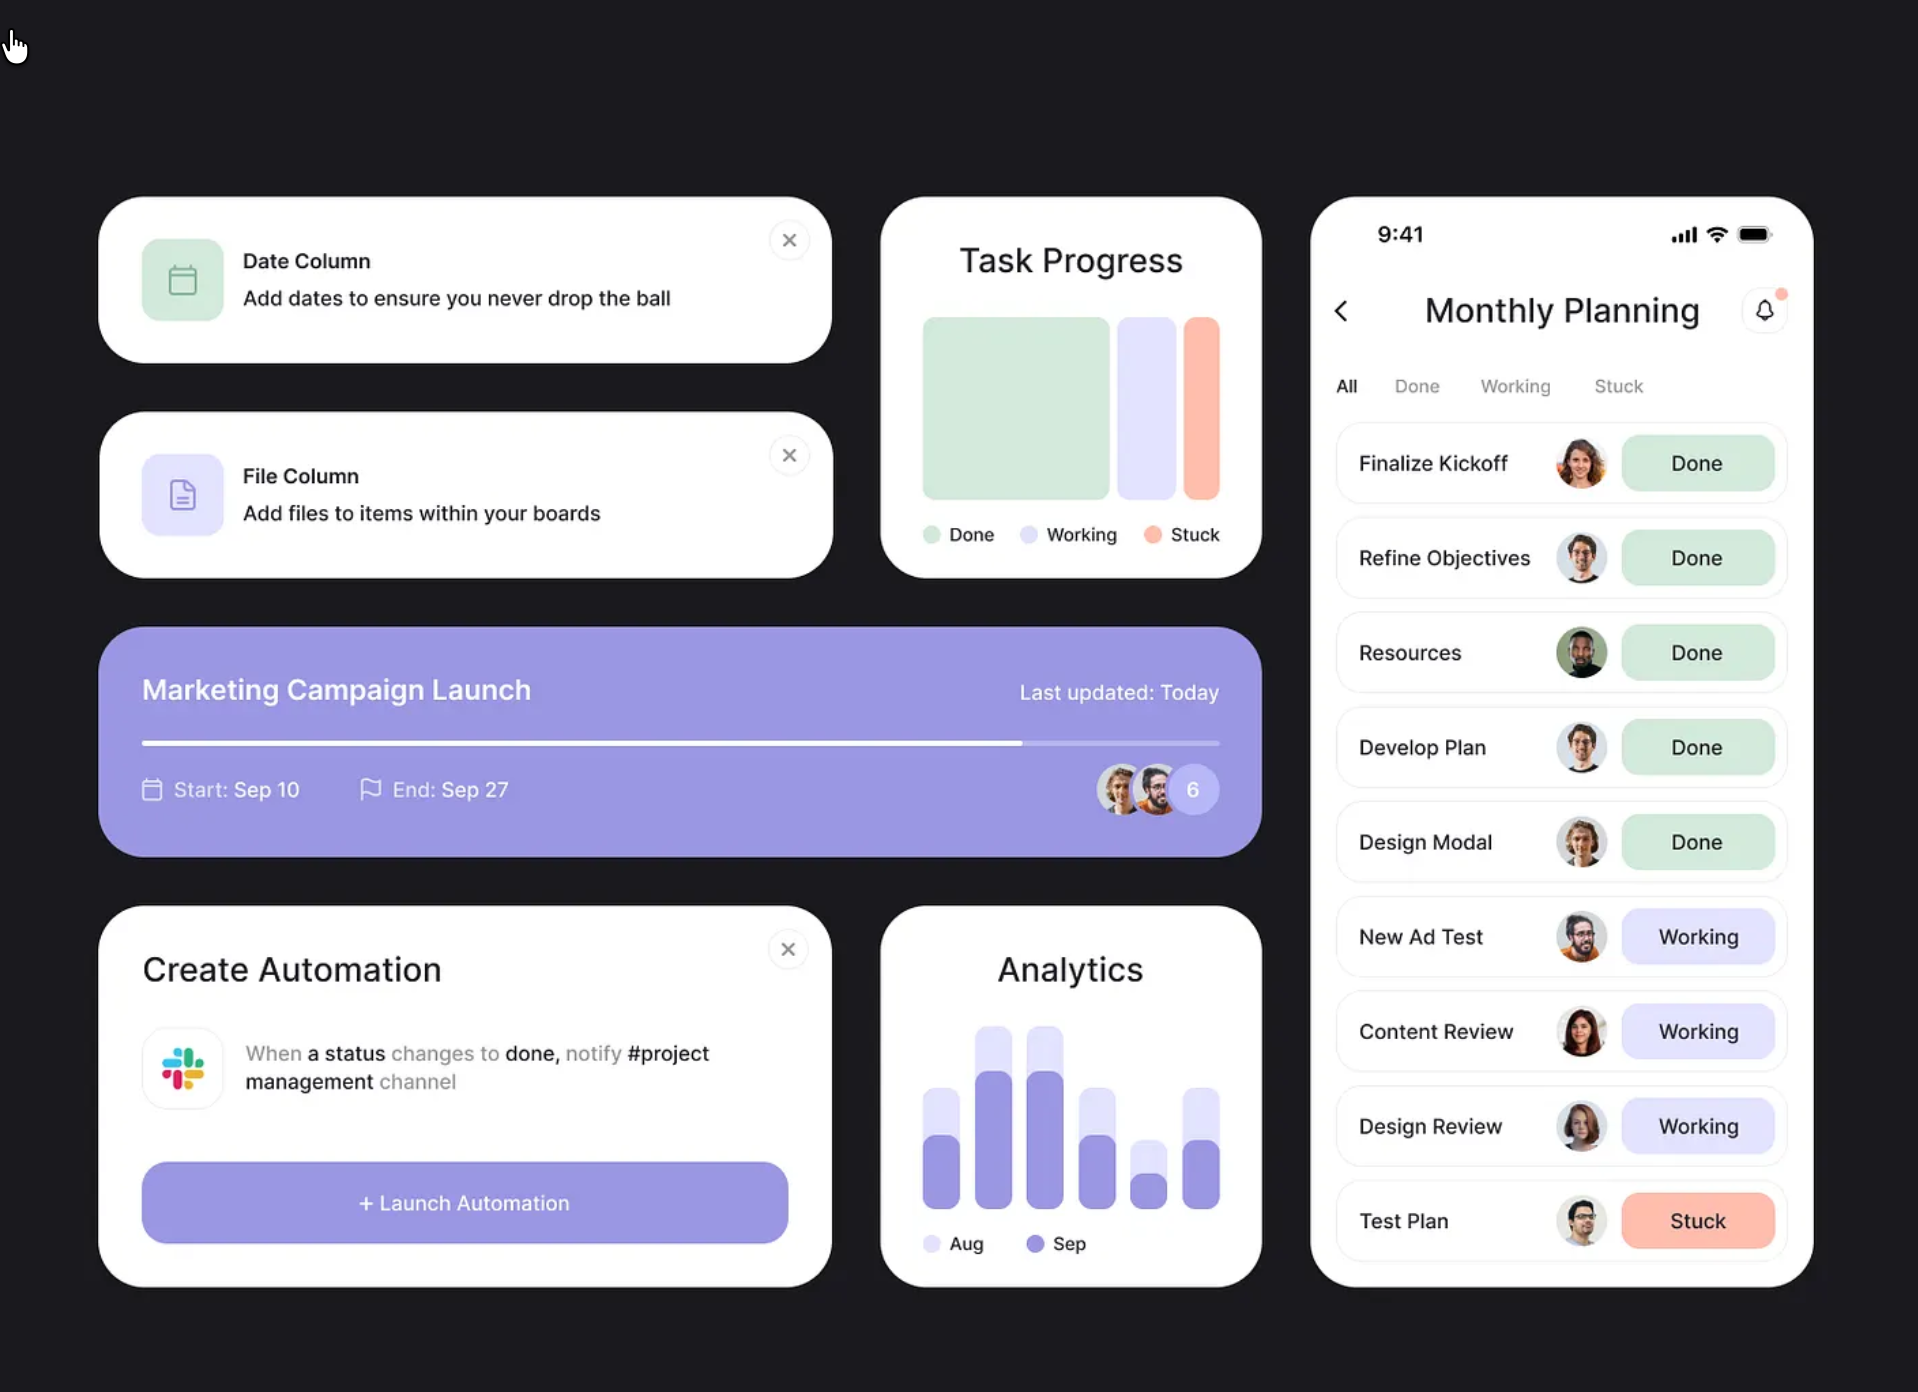 Date Column
Add dates to ensure you never drop the ball
File Column
Add files to items within your boards
Task Progress
Done
Working
Stuck
Marketing Campaign Launch
Last updated: Today
Start: Sep 10
End: Sep 27
6
Create Automation
When a status changes to done, notify #project
management channel
+ Launch Automation
Analytics
Aug
Sep
9:41
Monthly Planning
All
Done
Working
Stuck
Finalize Kickoff
Done
Refine Objectives
Done
Resources
Done
Develop Plan
Done
Design Modal
Done
New Ad Test
Working
Content Review
Working
Design Review
Working
Test Plan
Stuck